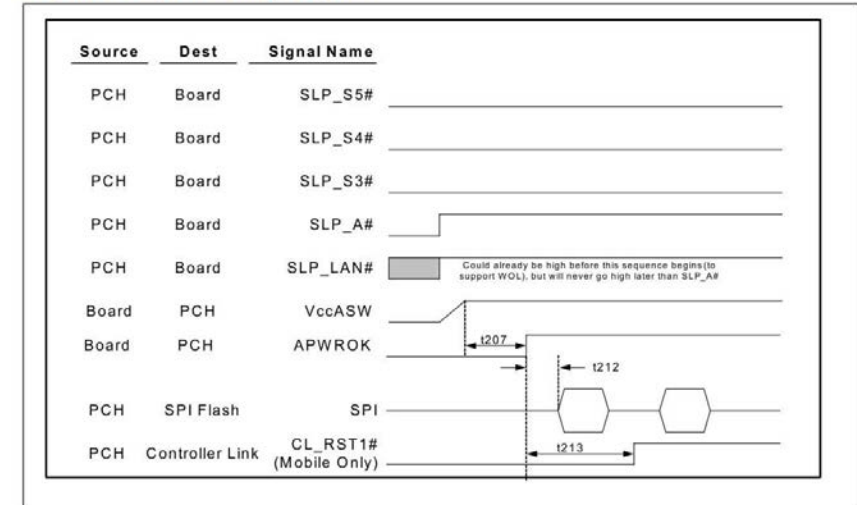 Source Dest Signal Name
PCH Board SLP_S5#
PCH Board SLP_S4#
PCH Board SLP_S3#
PCH Board SLP_A#
PCH Board SLP_LAN# Could already be high before this sequence begins(to
support WOL), but will never go high later than SLP_A#
Board PCH VccASW
Board PCH APWROK t207
t212
PCH SPI Flash SPI
PCH Controller Link CL_RST1# t213
(Mobile Only)